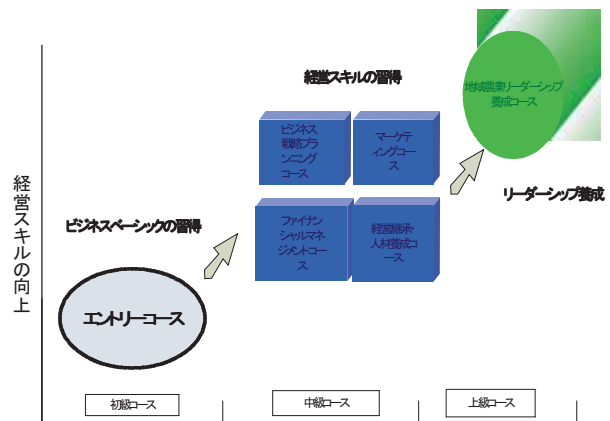 経営スキルの習得
地域農業リーダーシップ
養成コース
ビジネス
戦略プラ
ンニング
コース
マーケテ
ィングコー
ス
経営スキルの向上
ビジネスベーシックの習得
リーダーシップ養成
ファイナン
シャルマネ
ジメントコー
ス
経営継承・
人材養成コ
ース
エントリーコース
初級コース
中級コース
上級コース